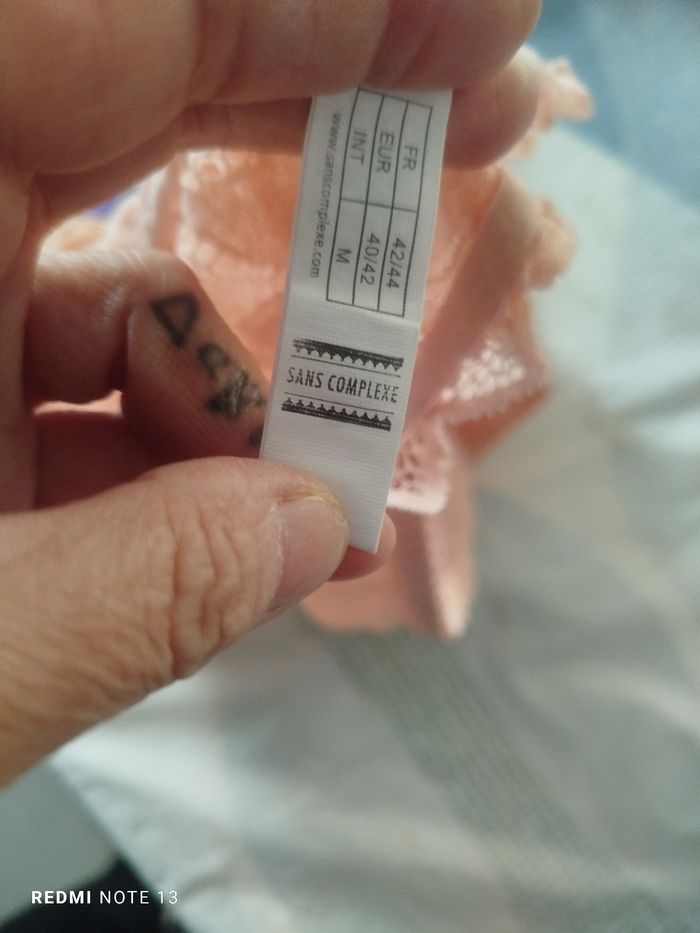 FR 42/44
EUR 40/42
INT M
www.sanscomplexe.com
SANS COMPLEXE
REDMI NOTE 13